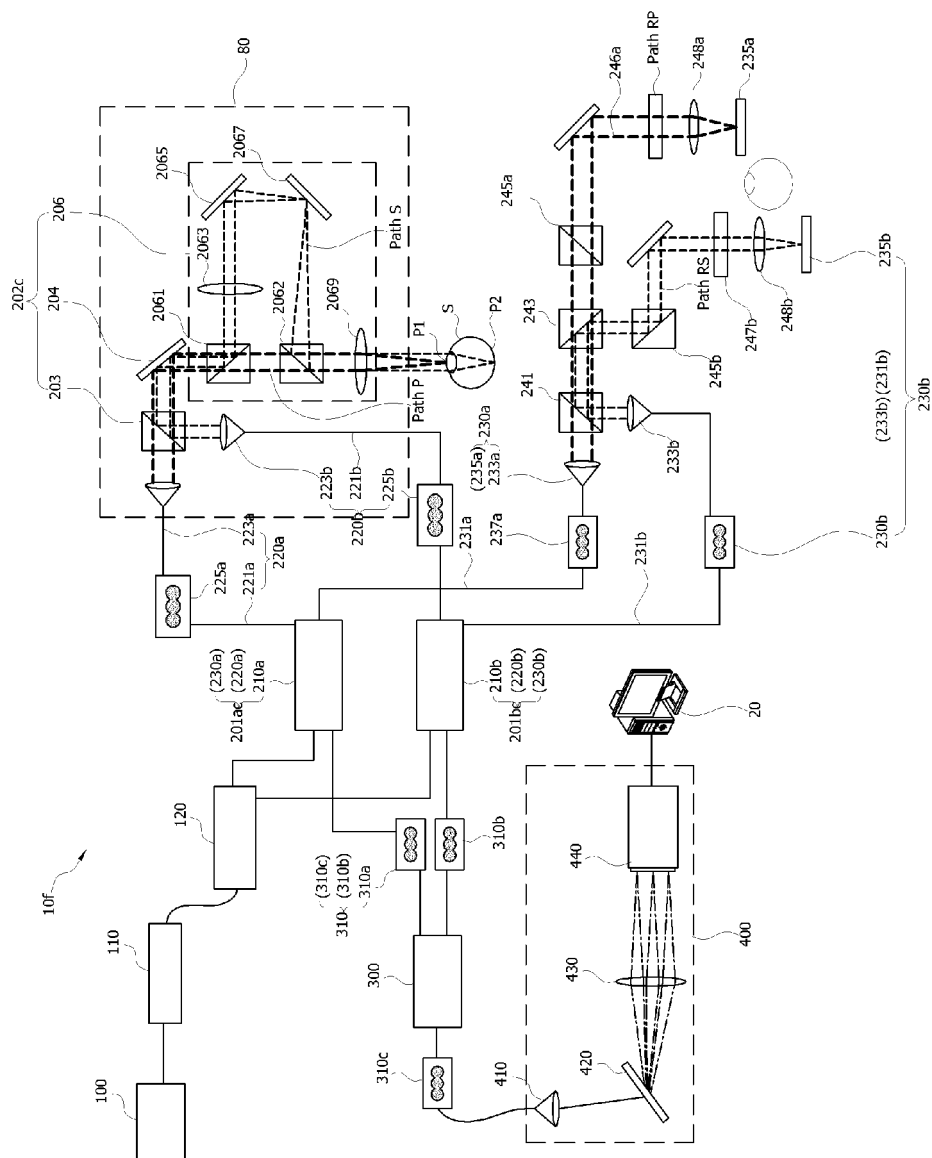 10f
100
110
120
80
202c
206
204
203
2061
2063
2065
2067
2062
2069
Path S
S
P1
P2
Path P
223b
221b
225b
220b
223a
221a
220a
225a
(230a)
(220a)
210a
201ac
210b
(220b)
(230b)
201bc
231a
230a
(235a)
233a
237a
241
243
245a
246a
Path RP
248a
235a
Path RS
245b
247b
248b
235b
233b
(233b)
(231b)
230b
230b
231b
20
(310c)
(310b)
310a
310
310b
300
310c
410
420
430
440
400